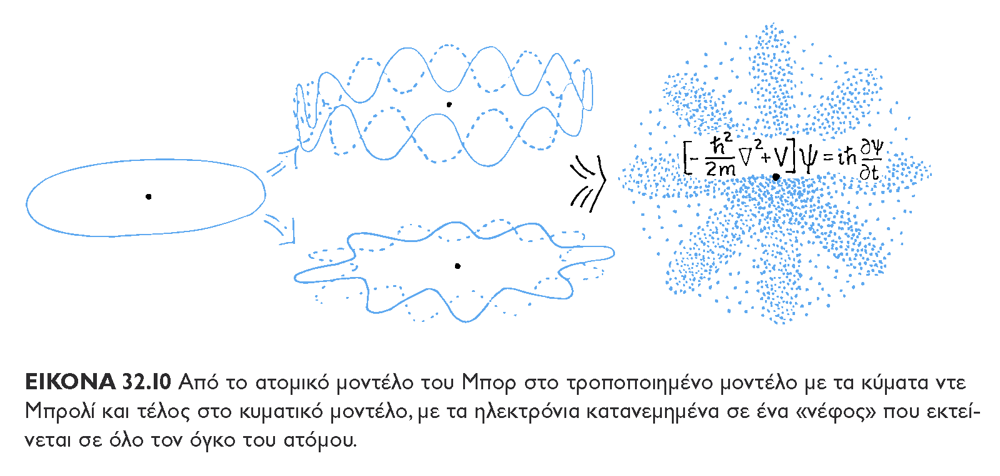 [-ħ²/2m ∇²+V]ψ = iħ ∂ψ/∂t
ΕΙΚΟΝΑ 32.10 Από το ατομικό μοντέλο του Μπορ στο τροποποιημένο μοντέλο με τα κύματα ντε
Μπρολί και τέλος στο κυματικό μοντέλο, με τα ηλεκτρόνια κατανεμημένα σε ένα «νέφος» που εκτεί-
νεται σε όλο τον όγκο του ατόμου.